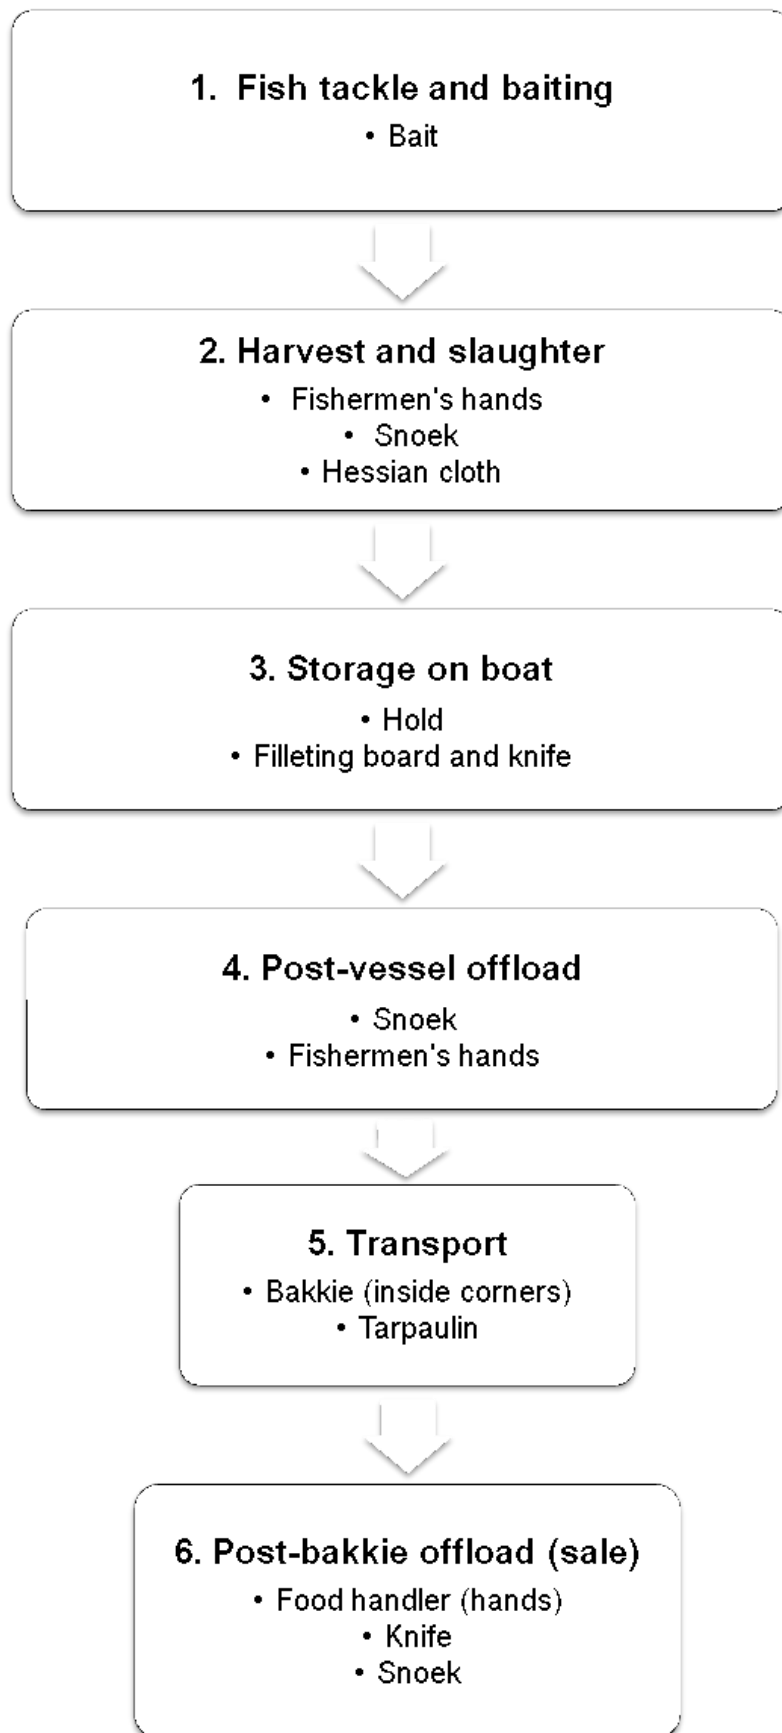 1. Fish tackle and baiting
• Bait
2. Harvest and slaughter
• Fishermen's hands
• Snoek
• Hessian cloth
3. Storage on boat
• Hold
• Filleting board and knife
4. Post-vessel offload
• Snoek
• Fishermen's hands
5. Transport
• Bakkie (inside corners)
• Tarpaulin
6. Post-bakkie offload (sale)
• Food handler (hands)
• Knife
• Snoek